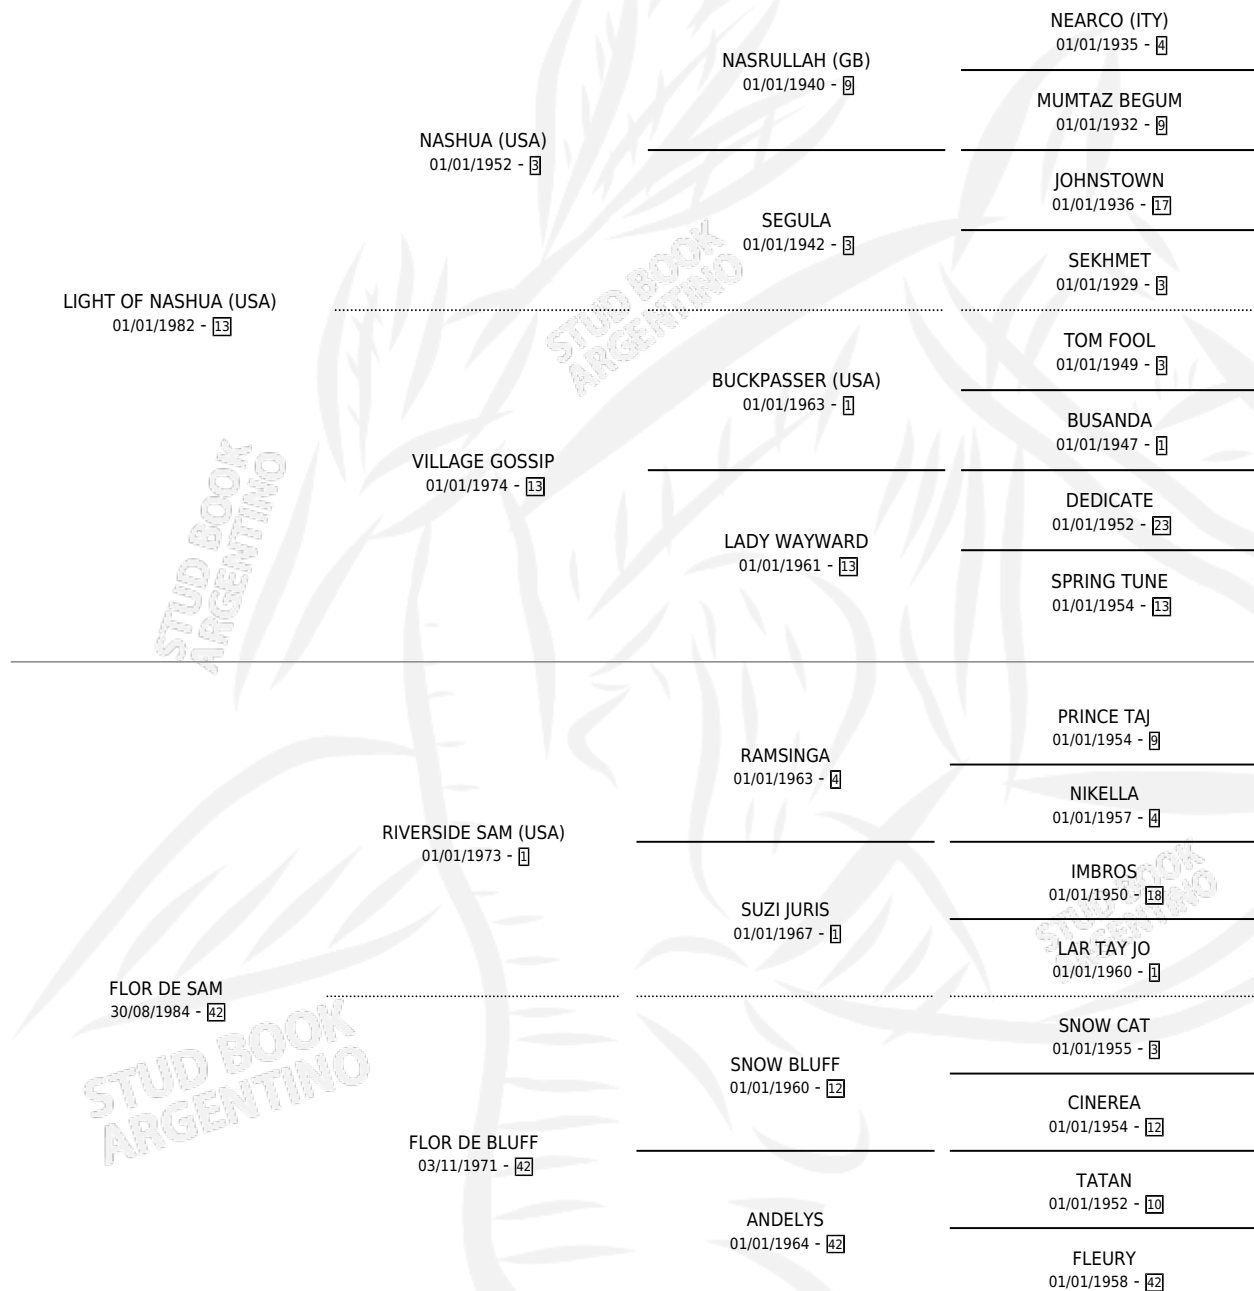 LIGHT OF NASHUA (USA)
01/01/1982 - 13
NASHUA (USA)
01/01/1952 - 3
NASRULLAH (GB)
01/01/1940 - 9
NEARCO (ITY)
01/01/1935 - 4
MUMTAZ BEGUM
01/01/1932 - 9
SEGULA
01/01/1942 - 3
JOHNSTOWN
01/01/1936 - 17
SEKHMET
01/01/1929 - 3
VILLAGE GOSSIP
01/01/1974 - 13
BUCKPASSER (USA)
01/01/1963 - 1
TOM FOOL
01/01/1949 - 3
BUSANDA
01/01/1947 - 1
LADY WAYWARD
01/01/1961 - 13
DEDICATE
01/01/1952 - 23
SPRING TUNE
01/01/1954 - 13
FLOR DE SAM
30/08/1984 - 42
RIVERSIDE SAM (USA)
01/01/1973 - 1
RAMSINGA
01/01/1963 - 4
PRINCE TAJ
01/01/1954 - 9
NIKELLA
01/01/1957 - 4
SUZI JURIS
01/01/1967 - 1
IMBROS
01/01/1950 - 18
LAR TAY JO
01/01/1960 - 1
FLOR DE BLUFF
03/11/1971 - 42
SNOW BLUFF
01/01/1960 - 12
SNOW CAT
01/01/1955 - 3
CINEREA
01/01/1954 - 12
ANDELYS
01/01/1964 - 42
TATAN
01/01/1952 - 10
FLEURY
01/01/1958 - 42
STUD BOOK
ARGENTINO
STUD BOOK
ARGENTINO
STUD BOOK
ARGENTINO
STUD BOOK
ARGENTINO